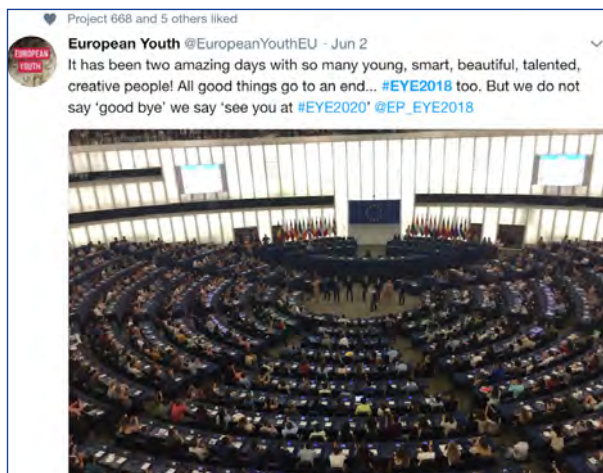 Project 668 and 5 others liked
EUROPEAN
YOUTH
European Youth @EuropeanYouthEU · Jun 2
It has been two amazing days with so many young, smart, beautiful, talented,
creative people! All good things go to an end... #EYE2018 too. But we do not
say ‘good bye’ we say ‘see you at #EYE2020’ @EP_EYE2018